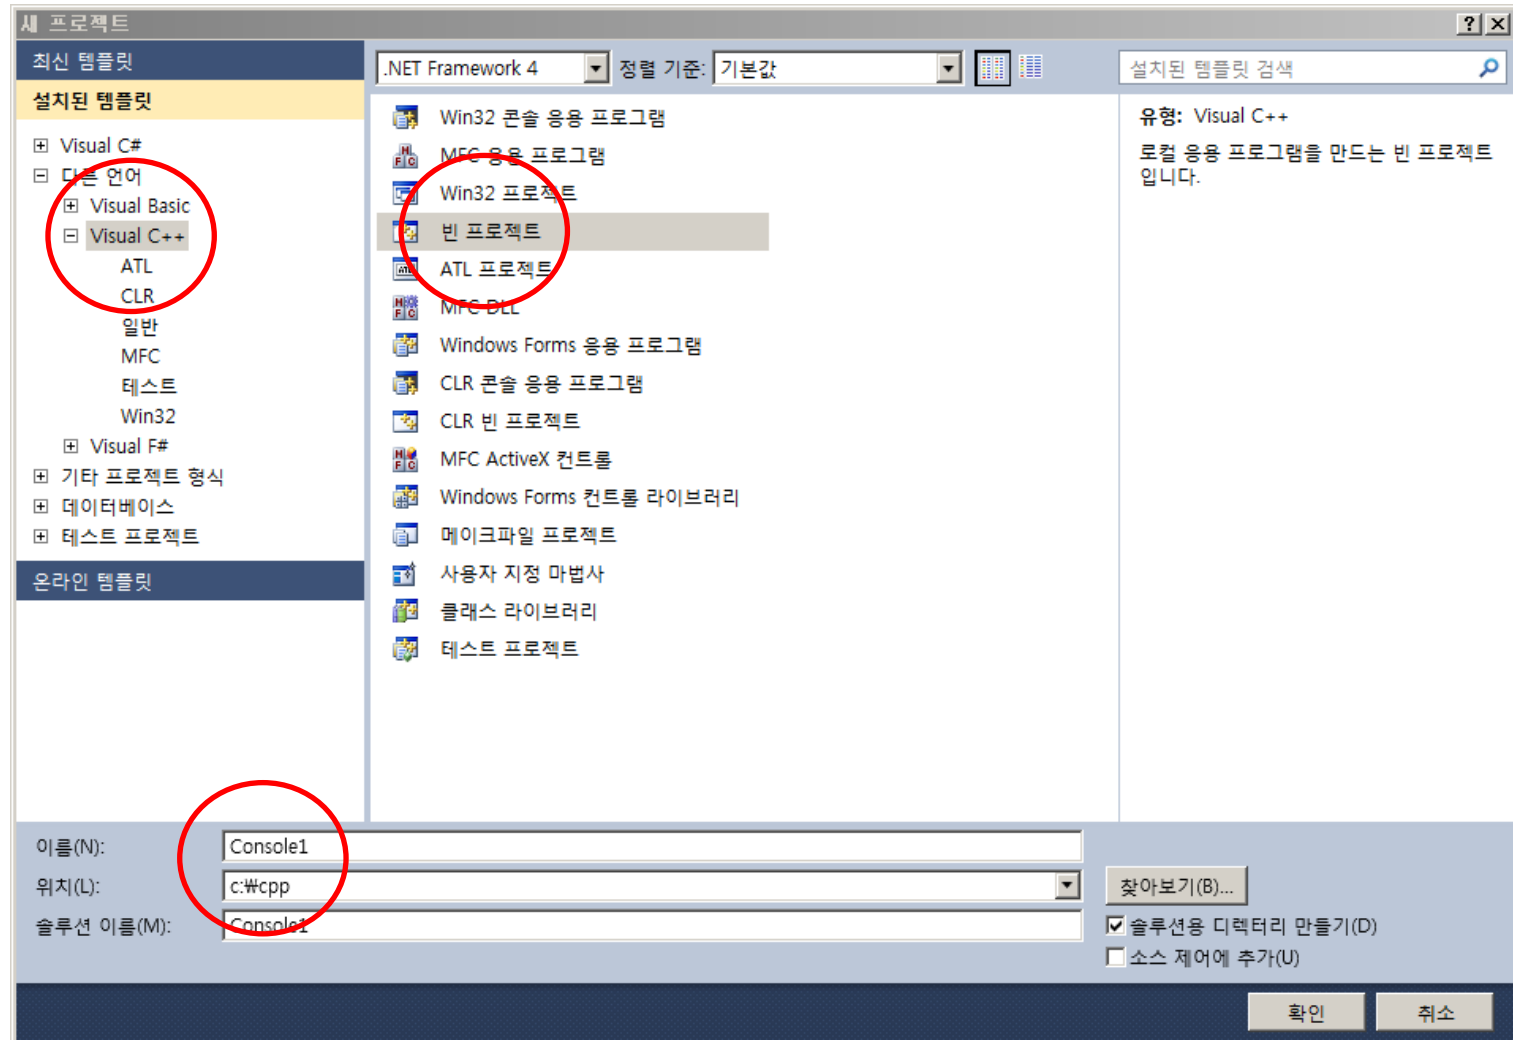 새 프로젝트
최신 템플릿
설치된 템플릿
Visual C#
다른 언어
Visual Basic
Visual C++
ATL
CLR
일반
MFC
테스트
Win32
Visual F#
기타 프로젝트 형식
데이터베이스
테스트 프로젝트
온라인 템플릿
.NET Framework 4
정렬 기준:
기본값
Win32 콘솔 응용 프로그램
MFC 응용 프로그램
Win32 프로젝트
빈 프로젝트
ATL 프로젝트
MFC DLL
Windows Forms 응용 프로그램
CLR 콘솔 응용 프로그램
CLR 빈 프로젝트
MFC ActiveX 컨트롤
Windows Forms 컨트롤 라이브러리
메이크파일 프로젝트
사용자 지정 마법사
클래스 라이브러리
테스트 프로젝트
설치된 템플릿 검색
유형: Visual C++
로컬 응용 프로그램을 만드는 빈 프로젝트
입니다.
이름(N): Console1
위치(L): c:₩cpp
찾아보기(B)...
솔루션 이름(M): Console1
솔루션용 디렉터리 만들기(D)
소스 제어에 추가(U)
확인
취소